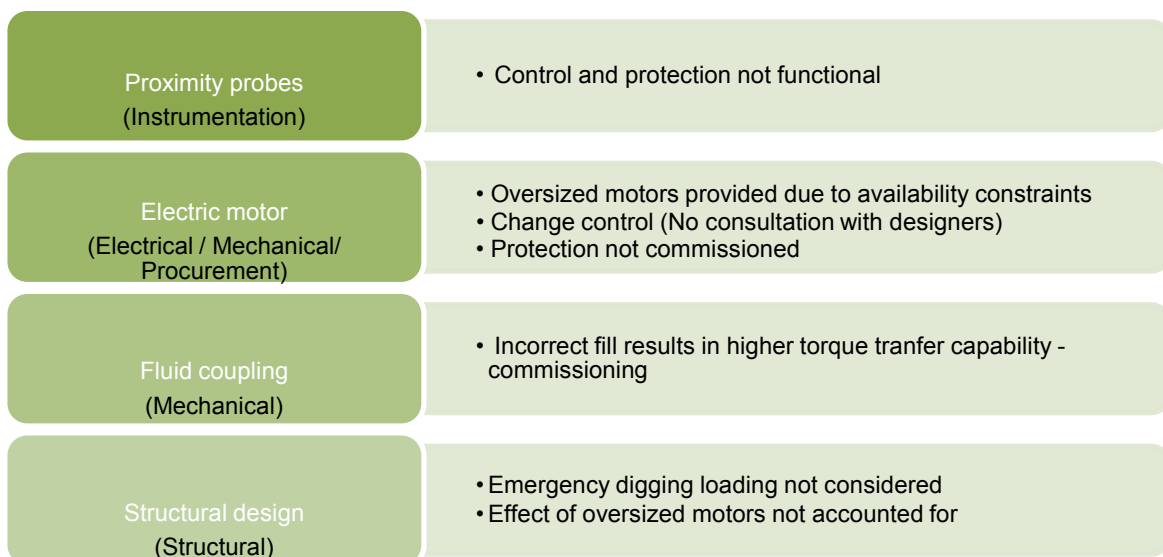 Proximity probes
(Instrumentation)
• Control and protection not functional
Electric motor
(Electrical / Mechanical/
Procurement)
• Oversized motors provided due to availability constraints
• Change control (No consultation with designers)
• Protection not commissioned
Fluid coupling
(Mechanical)
• Incorrect fill results in higher torque tranfer capability -
commissioning
Structural design
(Structural)
• Emergency digging loading not considered
• Effect of oversized motors not accounted for